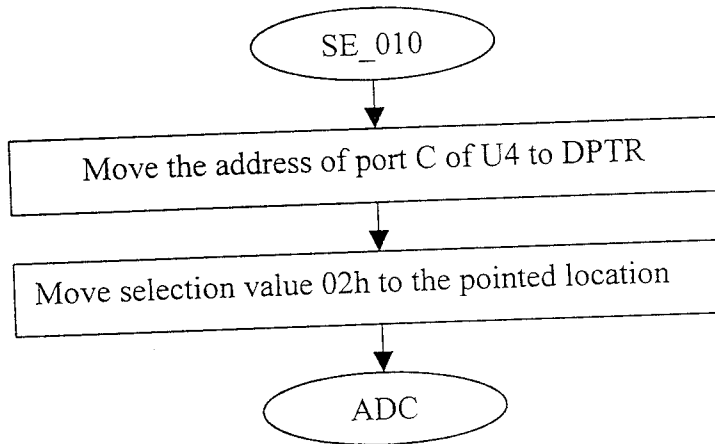 SE_010
Move the address of port C of U4 to DPTR
Move selection value 02h to the pointed location
ADC